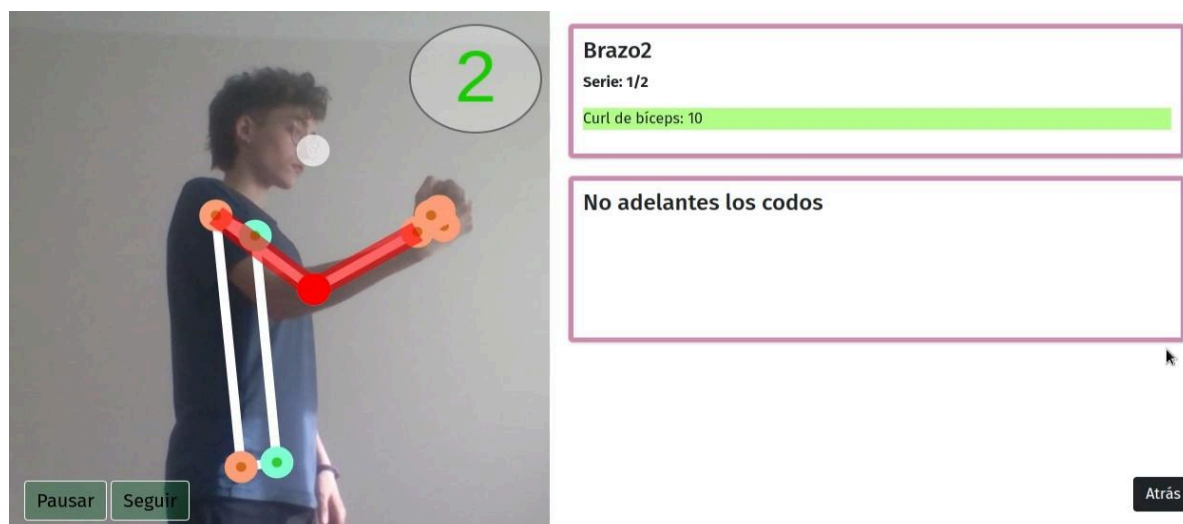 2
Pausar
Seguir
Brazo2
Serie: 1/2
Curl de bíceps: 10
No adelantes los codos
Atrás